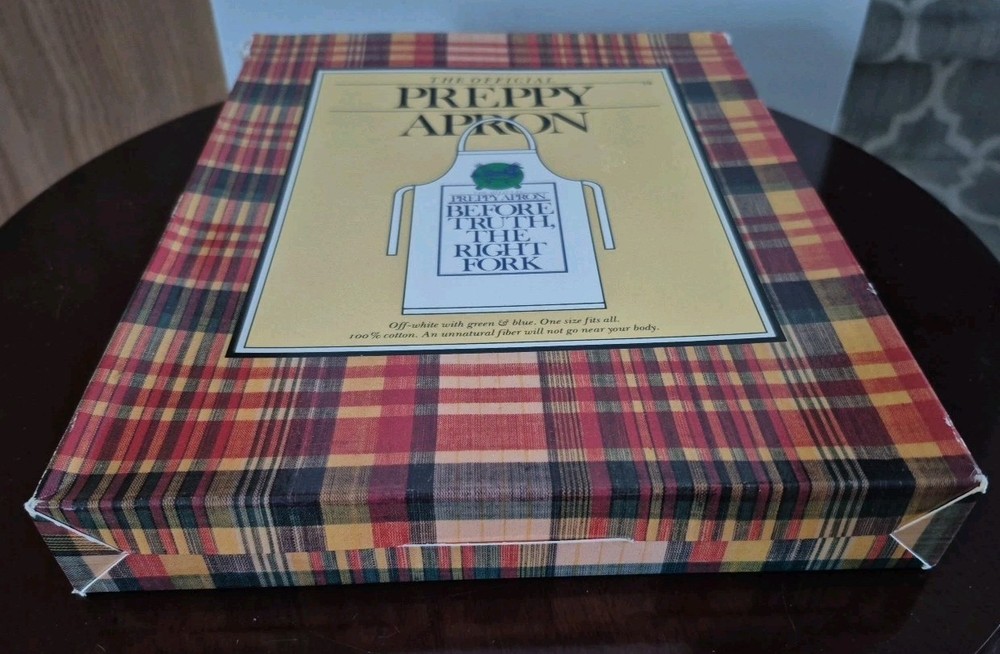 THE OFFICIAL
PREPPY
APRON
PREPPY APRON
BEFORE
TRUTH,
THE
RIGHT
FORK
Off-white with green & blue. One size fits all.
100% cotton. An unnatural fiber will not go near your body.